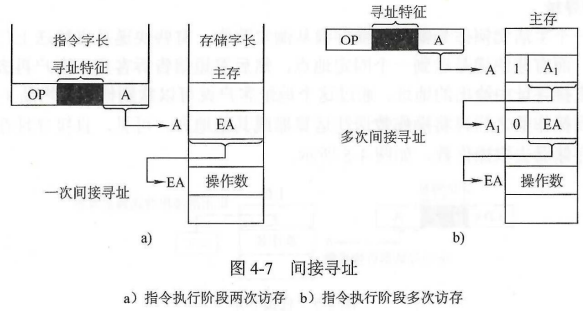 指令字长
寻址特征
OP
A
存储字长
主存
A
EA
EA
操作数
一次间接寻址
a)
寻址特征
OP
A
主存
A
1
A₁
A₁
0
EA
多次间接寻址
EA
操作数
b)
图 4-7 间接寻址
a）指令执行阶段两次访存 b）指令执行阶段多次访存